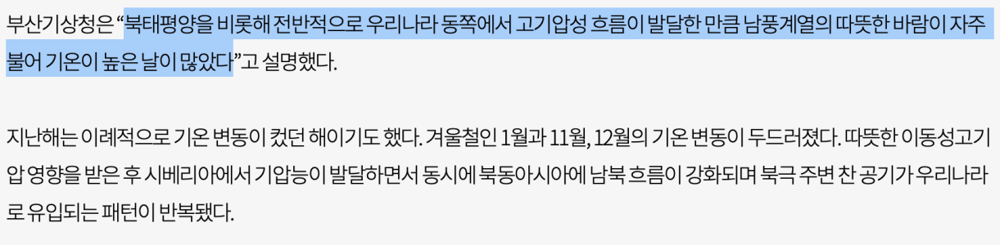 부산기상청은 “북태평양을 비롯해 전반적으로 우리나라 동쪽에서 고기압성 흐름이 발달한 만큼 남풍계열의 따뜻한 바람이 자주
불어 기온이 높은 날이 많았다”고 설명했다.
지난해는 이례적으로 기온 변동이 컸던 해이기도 했다. 겨울철인 1월과 11월, 12월의 기온 변동이 두드러졌다. 따뜻한 이동성고기
압 영향을 받은 후 시베리아에서 기압능이 발달하면서 동시에 북동아시아에 남북 흐름이 강화되며 북극 주변 찬 공기가 우리나라
로 유입되는 패턴이 반복됐다.